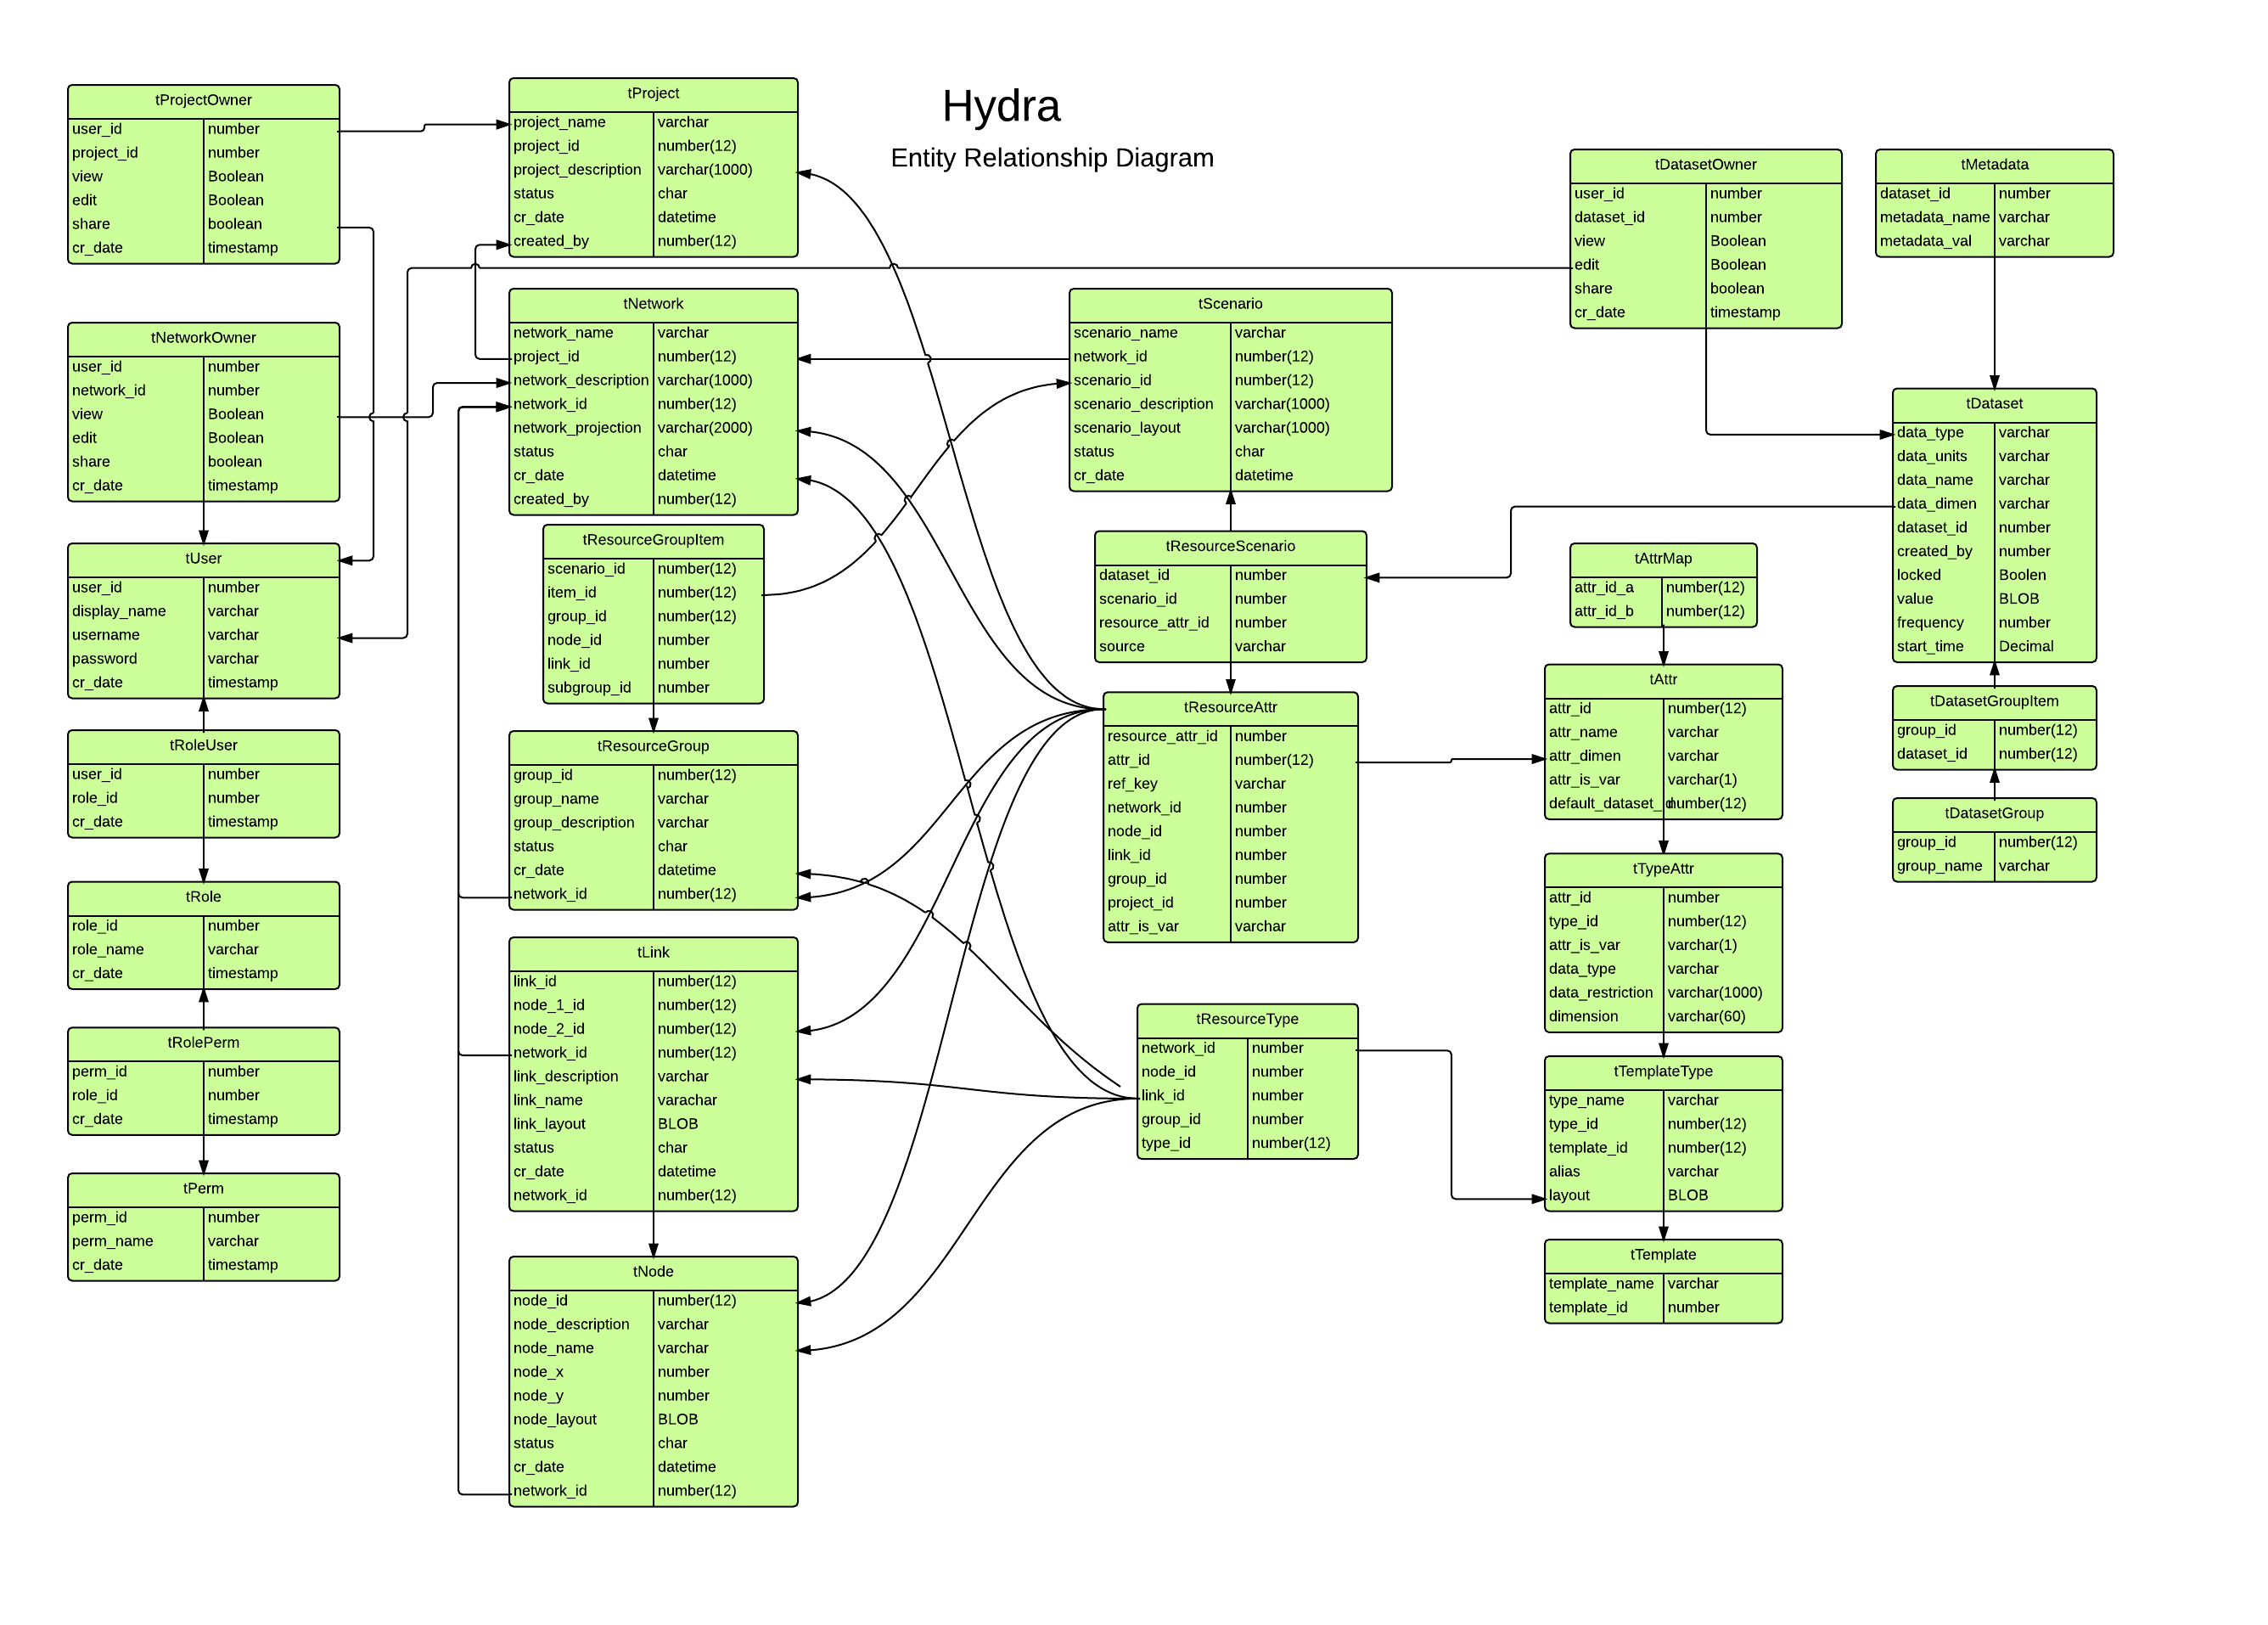 Hydra
Entity Relationship Diagram
tProjectOwner
user_id number
project_id number
view Boolean
edit Boolean
share boolean
cr_date timestamp
tProject
project_name varchar
project_id number(12)
project_description varchar(1000)
status char
cr_date datetime
created_by number(12)
tDatasetOwner
user_id number
dataset_id number
view Boolean
edit Boolean
share boolean
cr_date timestamp
tMetadata
dataset_id number
metadata_name varchar
metadata_val varchar
tNetworkOwner
user_id number
network_id number
view Boolean
edit Boolean
share boolean
cr_date timestamp
tNetwork
network_name varchar
project_id number(12)
network_description varchar(1000)
network_id number(12)
network_projection varchar(2000)
status char
cr_date datetime
created_by number(12)
tScenario
scenario_name varchar
network_id number(12)
scenario_id number(12)
scenario_description varchar(1000)
scenario_layout varchar(1000)
status char
cr_date datetime
tDataset
data_type varchar
data_units varchar
data_name varchar
data_dimen varchar
dataset_id number
created_by number
locked Boolen
value BLOB
frequency number
start_time Decimal
tUser
user_id number
display_name varchar
username varchar
password varchar
cr_date timestamp
tResourceGroupItem
scenario_id number(12)
item_id number(12)
group_id number(12)
node_id number
link_id number
subgroup_id number
tResourceScenario
dataset_id number
scenario_id number
resource_attr_id number
source varchar
tAttrMap
attr_id_a number(12)
attr_id_b number(12)
tRoleUser
user_id number
role_id number
cr_date timestamp
tResourceGroup
group_id number(12)
group_name varchar
group_description varchar
status char
cr_date datetime
network_id number(12)
tResourceAttr
resource_attr_id number
attr_id number(12)
ref_key varchar
network_id number
node_id number
link_id number
group_id number
project_id number
attr_is_var varchar
tAttr
attr_id number(12)
attr_name varchar
attr_dimen varchar
attr_is_var varchar(1)
default_dataset_id number(12)
tDatasetGroupItem
group_id number(12)
dataset_id number(12)
tDatasetGroup
group_id number(12)
group_name varchar
tRole
role_id number
role_name varchar
cr_date timestamp
tLink
link_id number(12)
node_1_id number(12)
node_2_id number(12)
network_id number(12)
link_description varchar
link_name varachar
link_layout BLOB
status char
cr_date datetime
network_id number(12)
tTypeAttr
attr_id number
type_id number(12)
attr_is_var varchar(1)
data_type varchar
data_restriction varchar(1000)
dimension varchar(60)
tRolePerm
perm_id number
role_id number
cr_date timestamp
tResourceType
network_id number
node_id number
link_id number
group_id number
type_id number(12)
tTemplateType
type_name varchar
type_id number(12)
template_id number(12)
alias varchar
layout BLOB
tPerm
perm_id number
perm_name varchar
cr_date timestamp
tNode
node_id number(12)
node_description varchar
node_name varchar
node_x number
node_y number
node_layout BLOB
status char
cr_date datetime
network_id number(12)
tTemplate
template_name varchar
template_id number